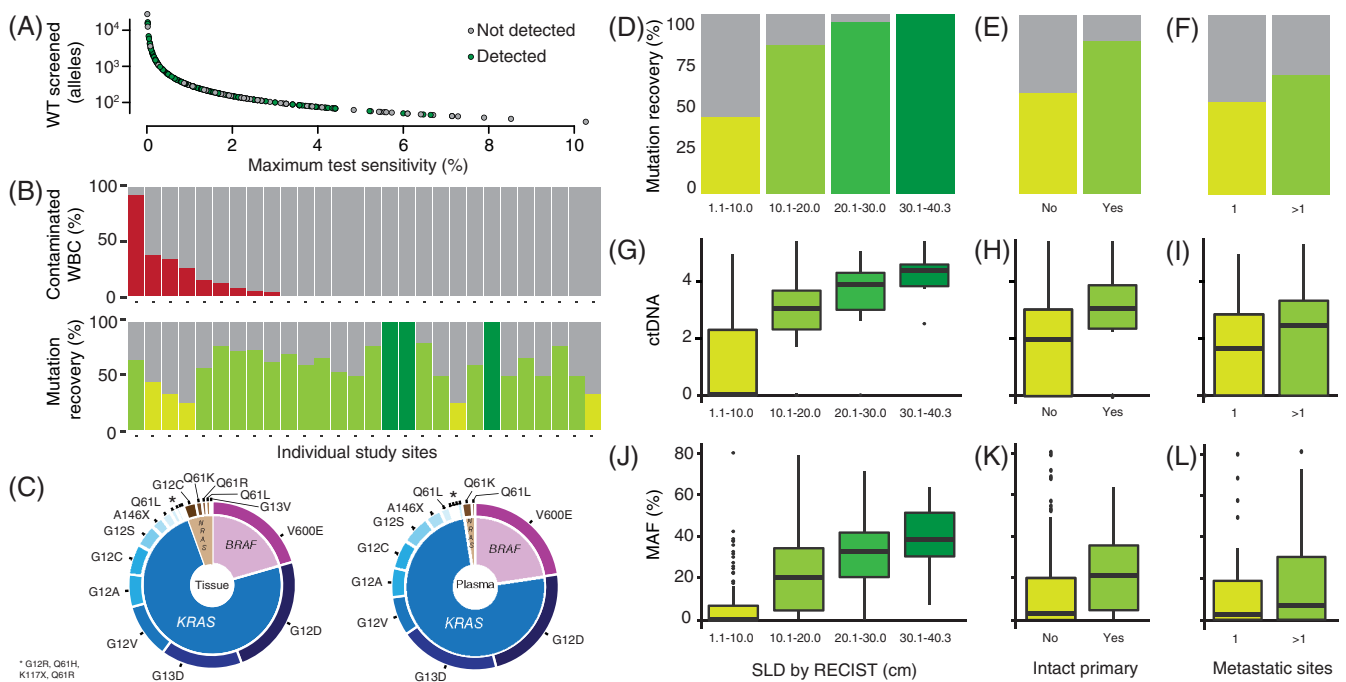 (A)
WT screened
(alleles)
10⁴
10³
10²
Not detected
Detected
0
2
4
6
8
10
Maximum test sensitivity (%)
(B)
Contaminated
WBC (%)
100
50
0
Mutation
recovery (%)
100
50
0
Individual study sites
(C)
G12C
Q61K
Q61R
Q61L
G13V
V600E
G12D
G13D
G12V
G12A
G12C
G12S
A146X
Q61L
*
NRAS
BRAF
KRAS
Tissue
Q61K
Q61L
V600E
G12D
G13D
G12V
G12A
G12C
G12S
A146X
Q61L
*
NRAS
BRAF
KRAS
Plasma
* G12R, Q61H,
K117X, Q61R
(D)
Mutation recovery (%)
100
75
50
25
0
1.1-10.0
10.1-20.0
20.1-30.0
30.1-40.3
(E)
No
Yes
(F)
1
>1
(G)
ctDNA
4
2
0
1.1-10.0
10.1-20.0
20.1-30.0
30.1-40.3
(H)
No
Yes
(I)
1
>1
(J)
MAF (%)
80
60
40
20
0
1.1-10.0
10.1-20.0
20.1-30.0
30.1-40.3
SLD by RECIST (cm)
(K)
No
Yes
Intact primary
(L)
1
>1
Metastatic sites